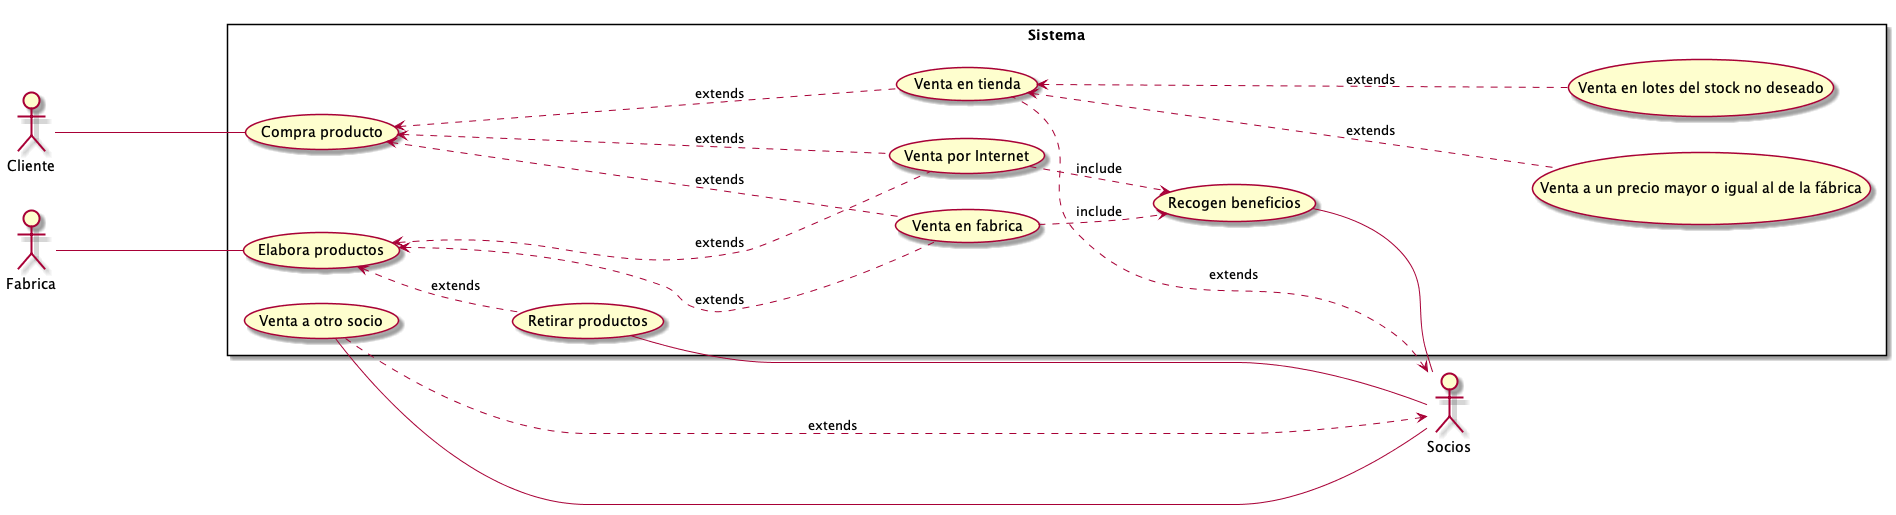 Sistema
Venta en tienda
extends
Venta en lotes del stock no deseado
extends
Compra producto
extends
extends
Cliente
Venta por Internet
include
Venta a un precio mayor o igual al de la fábrica
extends
Recogen beneficios
include
Venta en fabrica
extends
Elabora productos
Fabrica
extends
extends
extends
Venta a otro socio
Retirar productos
extends
Socios